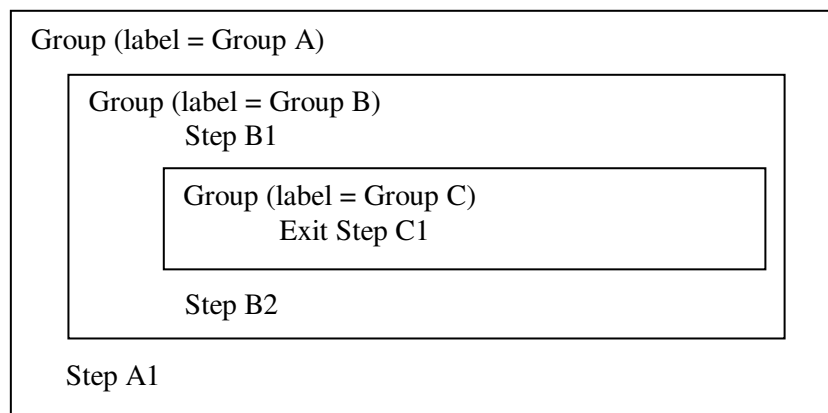 Group (label = Group A)
Group (label = Group B)
Step B1
Group (label = Group C)
Exit Step C1
Step B2
Step A1